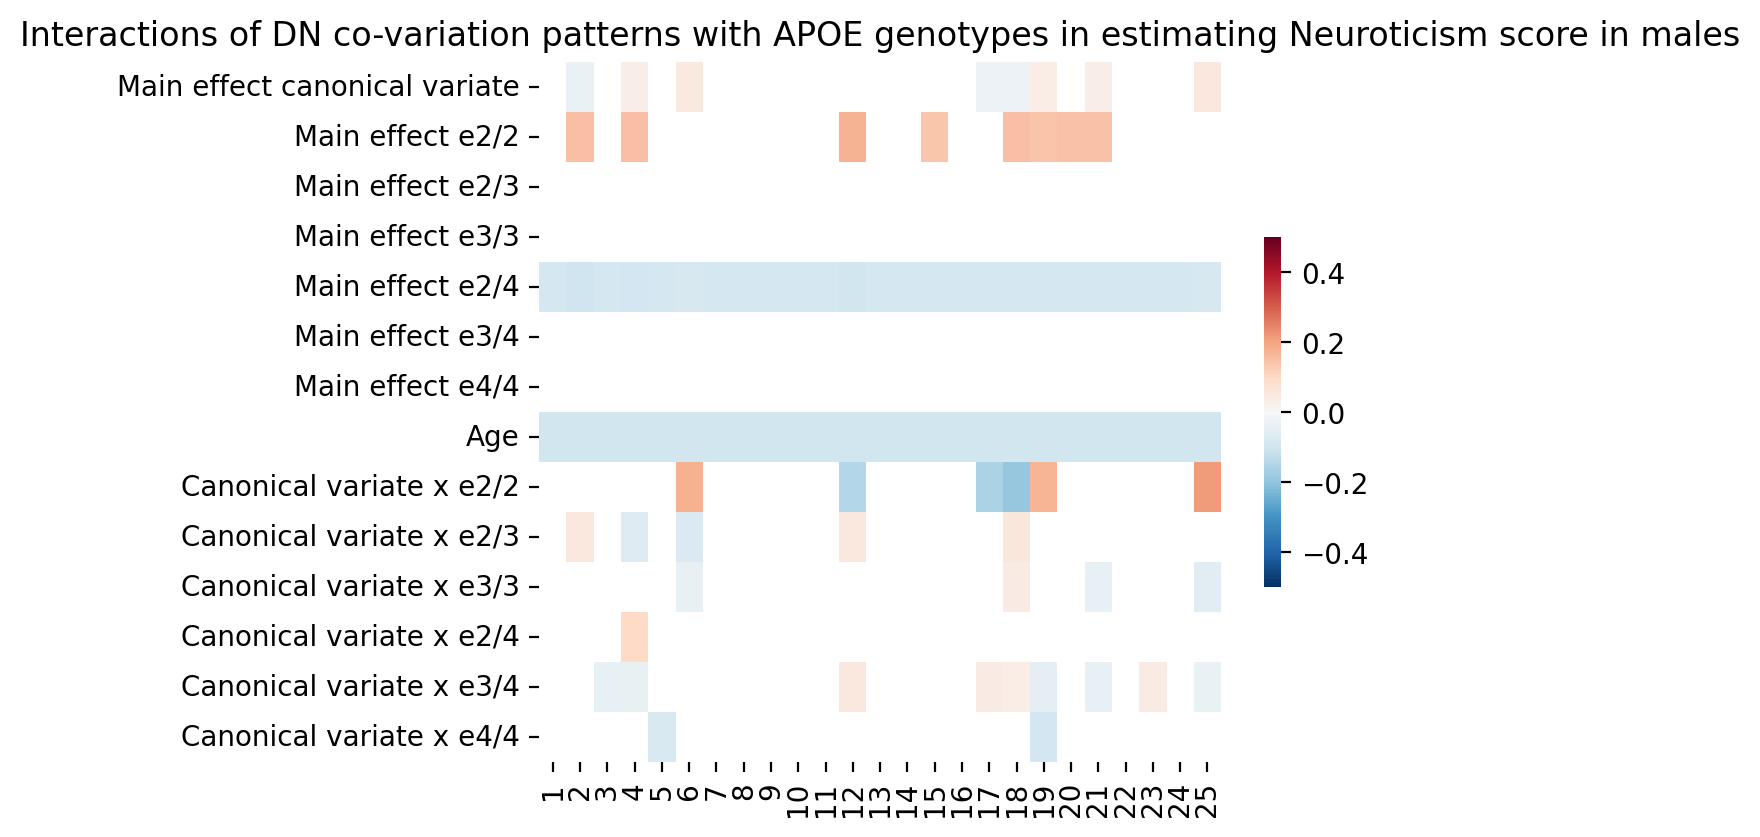 Interactions of DN co-variation patterns with APOE genotypes in estimating Neuroticism score in males
Main effect canonical variate
Main effect e2/2
Main effect e2/3
Main effect e3/3
Main effect e2/4
Main effect e3/4
Main effect e4/4
Age
Canonical variate x e2/2
Canonical variate x e2/3
Canonical variate x e3/3
Canonical variate x e2/4
Canonical variate x e3/4
Canonical variate x e4/4
1 2 3 4 5 6 7 8 9 10 11 12 13 14 15 16 17 18 19 20 21 22 23 24 25
0.4
0.2
0.0
−0.2
−0.4